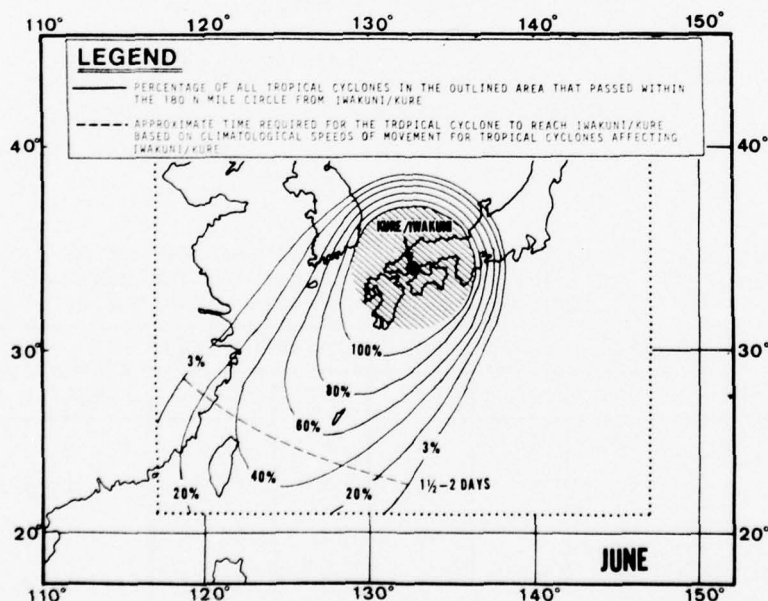 110° 120° 130° 140° 150°
LEGEND
PERCENTAGE OF ALL TROPICAL CYCLONES IN THE OUTLINED AREA THAT PASSED WITHIN
THE 180 N MILE CIRCLE FROM IWAKUNI/KURE
APPROXIMATE TIME REQUIRED FOR THE TROPICAL CYCLONE TO REACH IWAKUNI/KURE
BASED ON CLIMATOLOGICAL SPEEDS OF MOVEMENT FOR TROPICAL CYCLONES AFFECTING
IWAKUNI/KURE
40° 40°
KURE/IWAKUNI
30° 100% 30°
3%
80%
60%
3%
40%
1½-2 DAYS
20% 20%
20° 20°
JUNE
110° 120° 130° 140° 150°